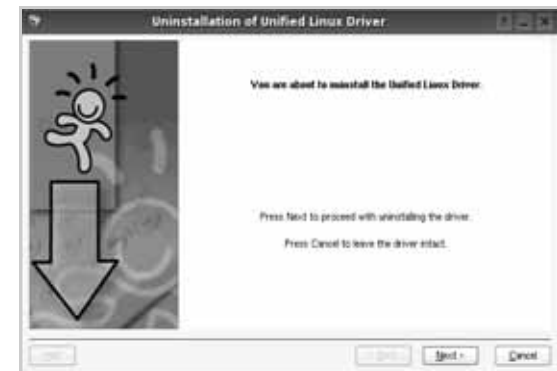 Uninstallation of Unified Linux Driver
You are about to uninstall the Unified Linux Driver.
Press Next to proceed with uninstalling the driver.
Press Cancel to leave the driver intact.
Next >
Cancel